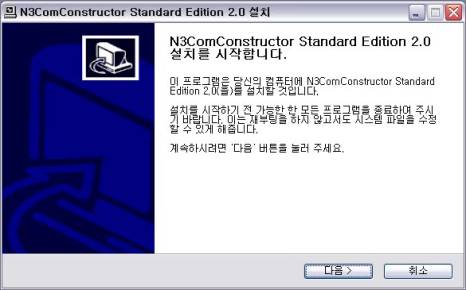 N3ComConstructor Standard Edition 2.0 설치
N3ComConstructor Standard Edition 2.0
설치를 시작합니다.
이 프로그램은 당신의 컴퓨터에 N3ComConstructor Standard
Edition 2.0(을)를 설치할 것입니다.
설치를 시작하기 전 가능한 한 모든 프로그램을 종료하여 주시
기 바랍니다. 이는 재부팅을 하지 않고서도 시스템 파일을 수정
할 수 있게 해줍니다.
계속하시려면 '다음' 버튼을 눌러 주세요.
다음 >
취소